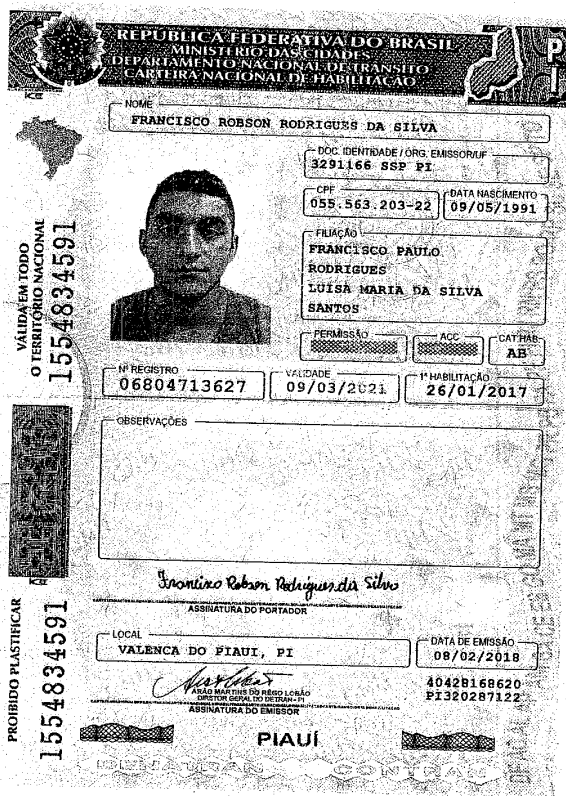 REPÚBLICA FEDERATIVA DO BRASIL
MINISTÉRIO DAS CIDADES
DEPARTAMENTO NACIONAL DE TRÂNSITO
CARTEIRA NACIONAL DE HABILITAÇÃO
PI
NOME
FRANCISCO ROBSON RODRIGUES DA SILVA
DOC. IDENTIDADE / ÓRG. EMISSOR/UF
3291166 SSP PI
CPF
055.563.203-22
DATA NASCIMENTO
09/05/1991
FILIAÇÃO
FRANCISCO PAULO
RODRIGUES
LUISA MARIA DA SILVA
SANTOS
PERMISSÃO
ACC
CAT.HAB.
AB
Nº REGISTRO
06804713627
VALIDADE
09/03/2021
1ª HABILITAÇÃO
26/01/2017
OBSERVAÇÕES
VÁLIDA EM TODO
O TERRITÓRIO NACIONAL
1554834591
Francisco Robson Rodrigues da Silva
ASSINATURA DO PORTADOR
LOCAL
VALENCA DO PIAUI, PI
DATA DE EMISSÃO
08/02/2018
ARÃO MARTINS DO RÊGO LOBÃO
DIRETOR GERAL DO DETRAN - PI
ASSINATURA DO EMISSOR
40428168620
PI320287122
PROIBIDO PLASTIFICAR
1554834591
PIAUÍ
DENATRAN
CONTRAN